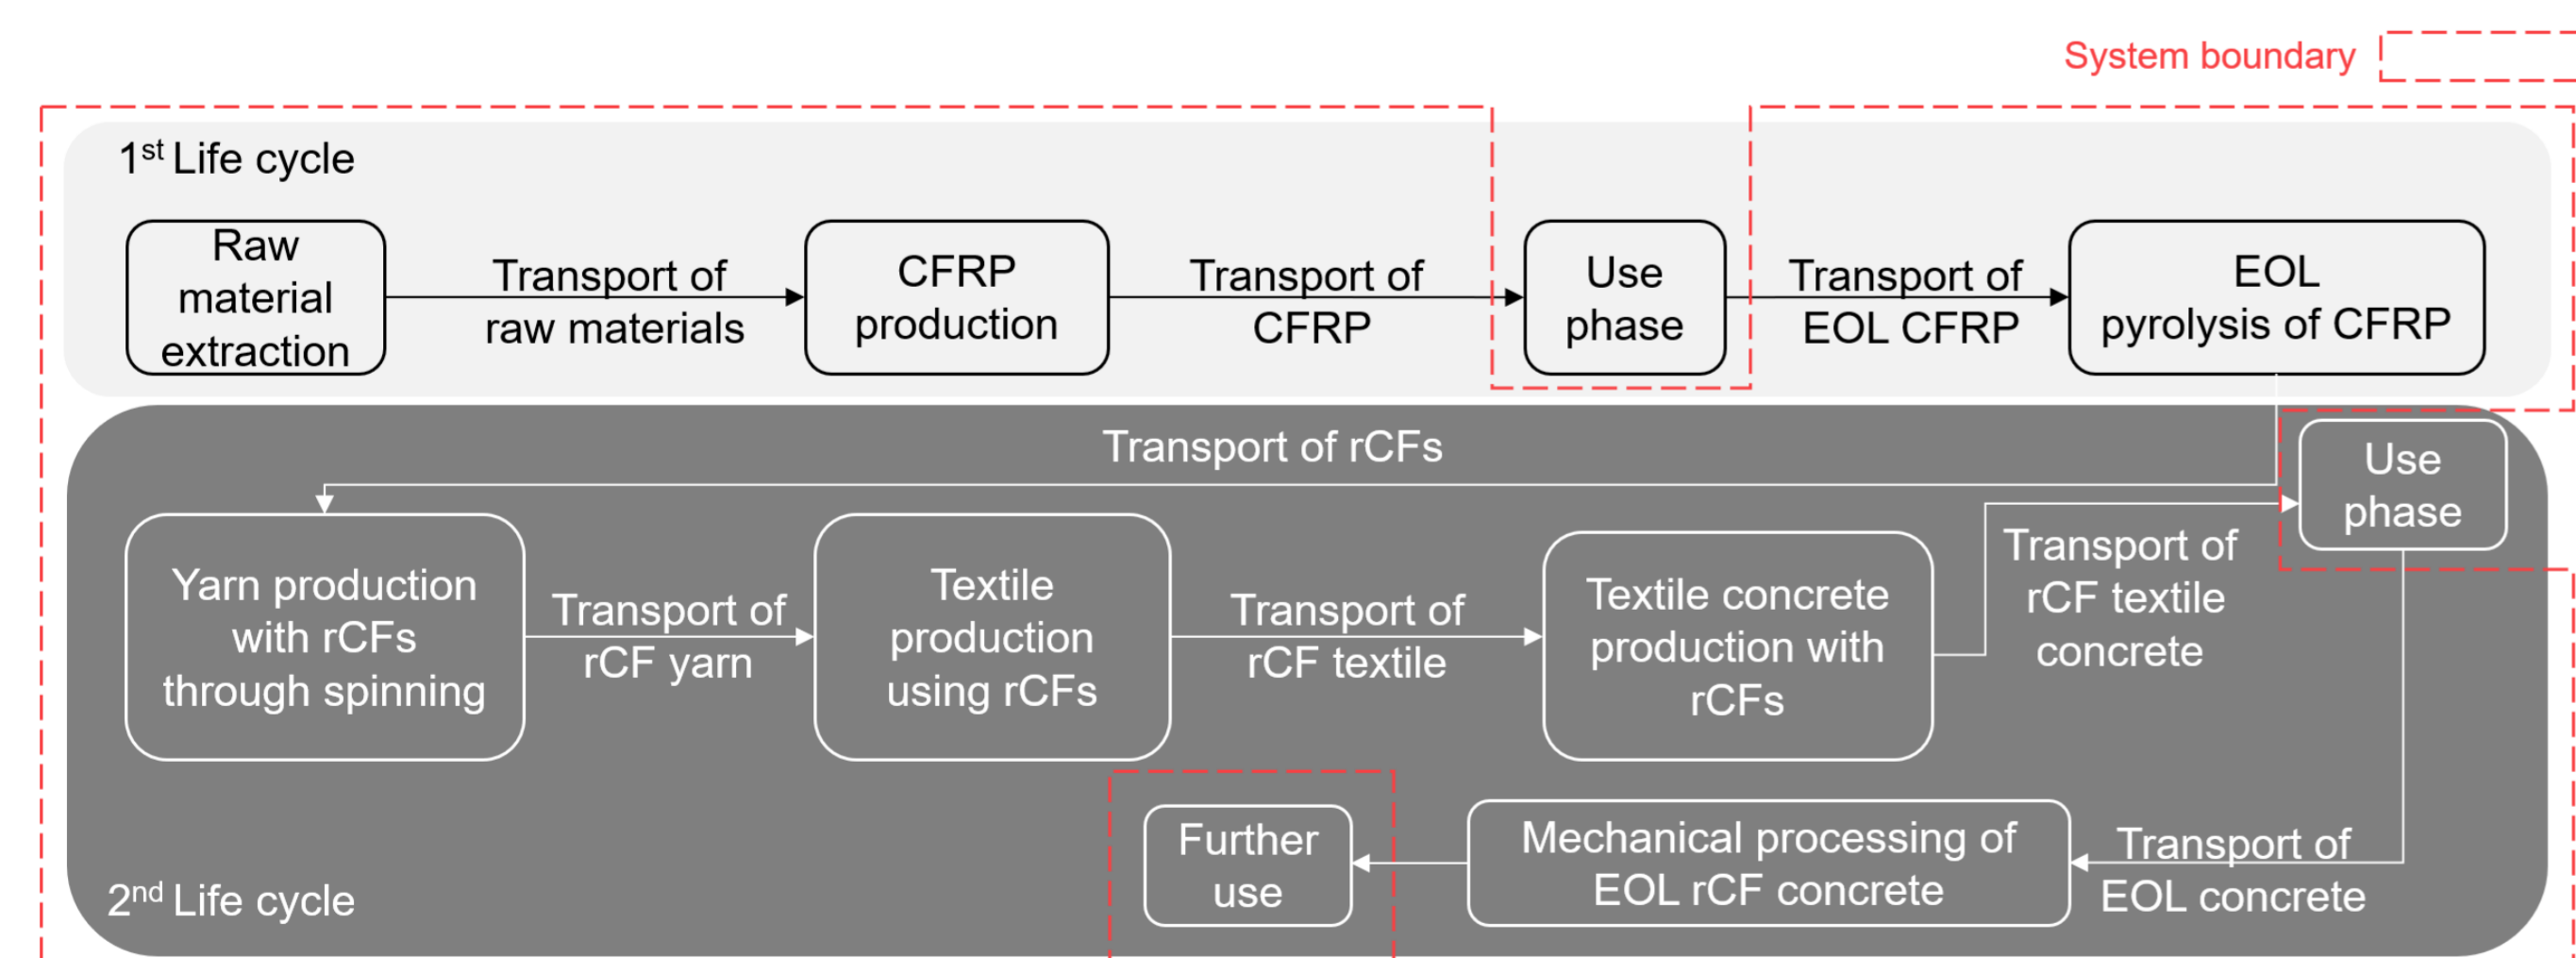 System boundary
1st Life cycle
Raw
material
extraction
Transport of
raw materials
CFRP
production
Transport of
CFRP
Use
phase
Transport of
EOL CFRP
EOL
pyrolysis of CFRP
Transport of rCFs
Yarn production
with rCFs
through spinning
Transport of
rCF yarn
Textile
production
using rCFs
Transport of
rCF textile
Textile concrete
production with
rCFs
Transport of
rCF textile
concrete
Use
phase
Transport of
EOL concrete
Mechanical processing of
EOL rCF concrete
Further
use
2nd Life cycle